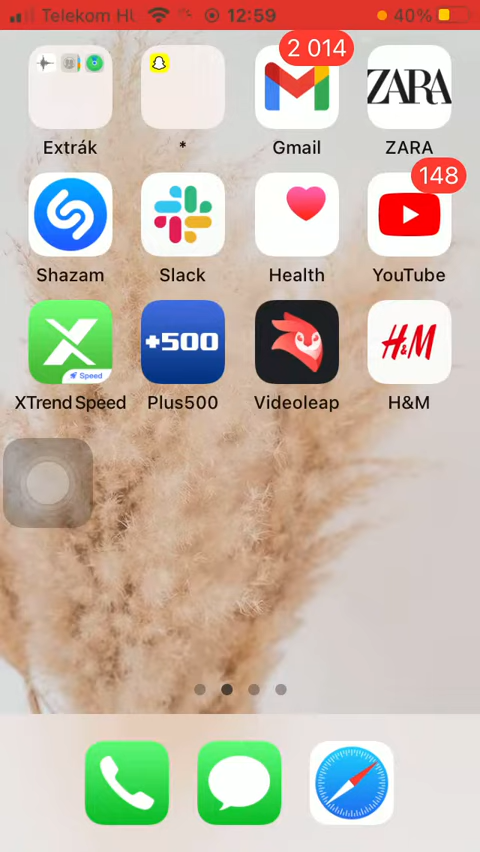 Telekom HU 12:59 40%
2 014
Extrák * Gmail ZARA ZARA
148
Shazam Slack Health YouTube
+500 H&M
Speed
XTrend Speed Plus500 Videoleap H&M